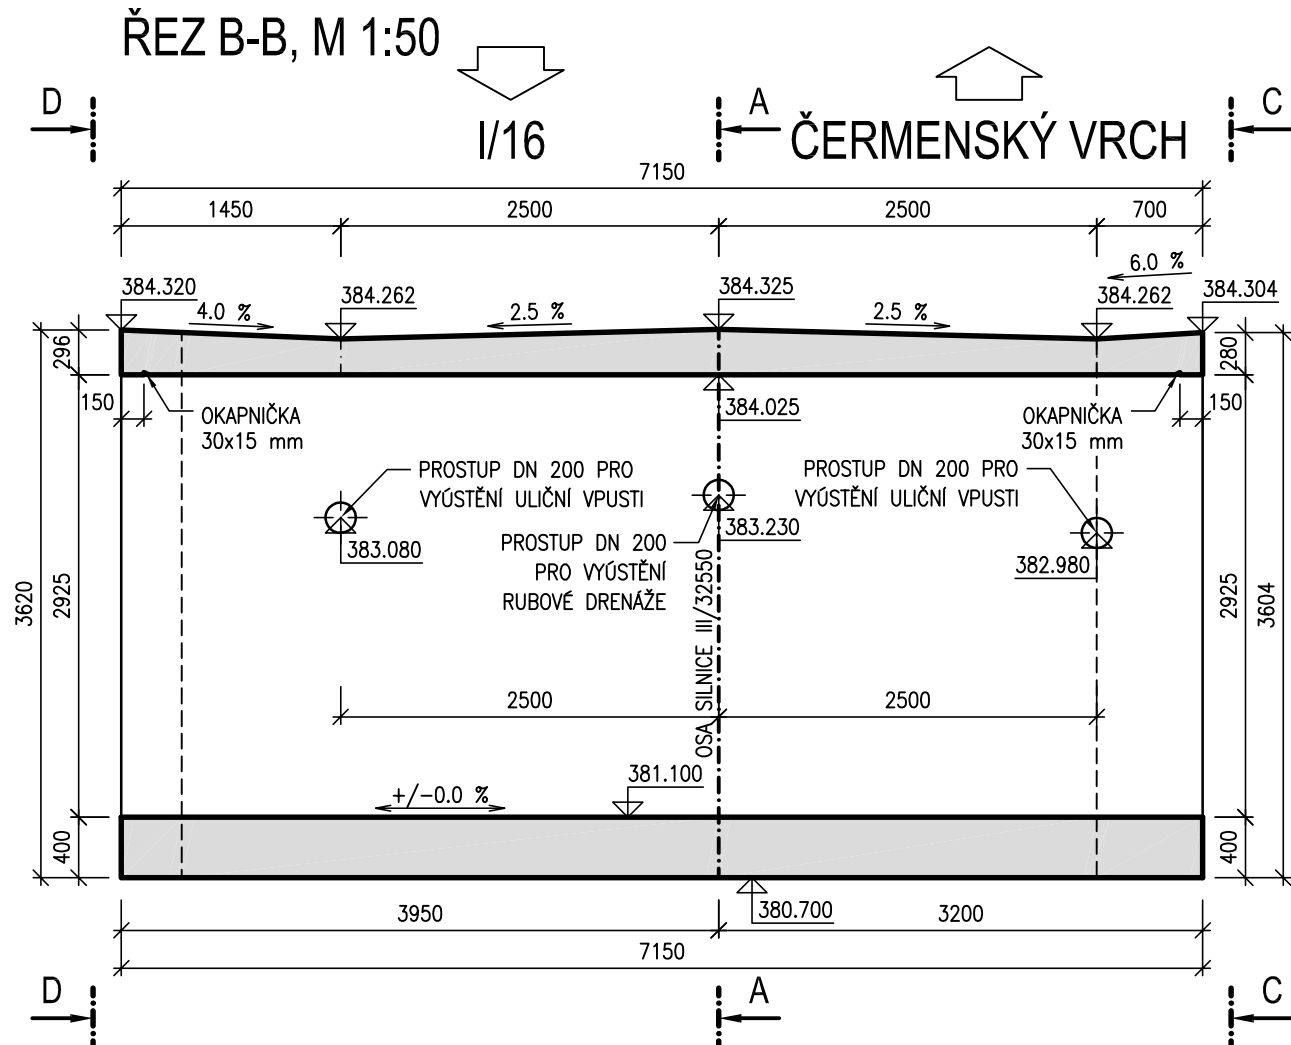 ŘEZ B-B, M 1:50
D
A
C
I/16
ČERMENSKÝ VRCH
7150
1450
2500
2500
700
384.320
4.0 %
384.262
2.5 %
384.325
2.5 %
6.0 %
384.262
384.304
296
280
150
OKAPNIČKA
30x15 mm
384.025
OKAPNIČKA
30x15 mm
150
PROSTUP DN 200 PRO
VYÚSTĚNÍ ULIČNÍ VPUSTI
PROSTUP DN 200 PRO
VYÚSTĚNÍ ULIČNÍ VPUSTI
383.080
383.230
382.980
PROSTUP DN 200
PRO VYÚSTĚNÍ
RUBOVÉ DRENÁŽE
3620
2925
OSA SILNICE III/32550
2925
3604
2500
2500
381.100
+/-0.0 %
400
400
380.700
3950
3200
7150
D
A
C